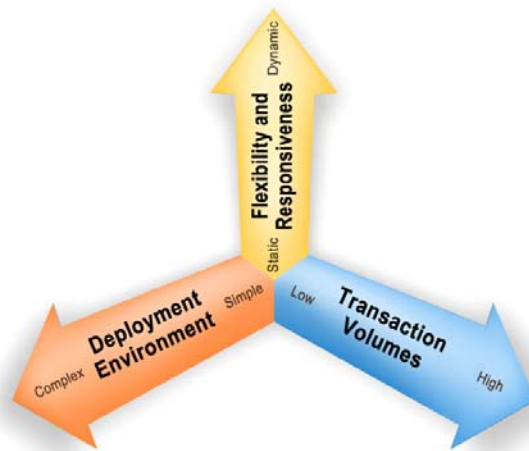 Dynamic
Flexibility and
Responsiveness
Static
Simple
Deployment
Environment
Complex
Low
Transaction
Volumes
High